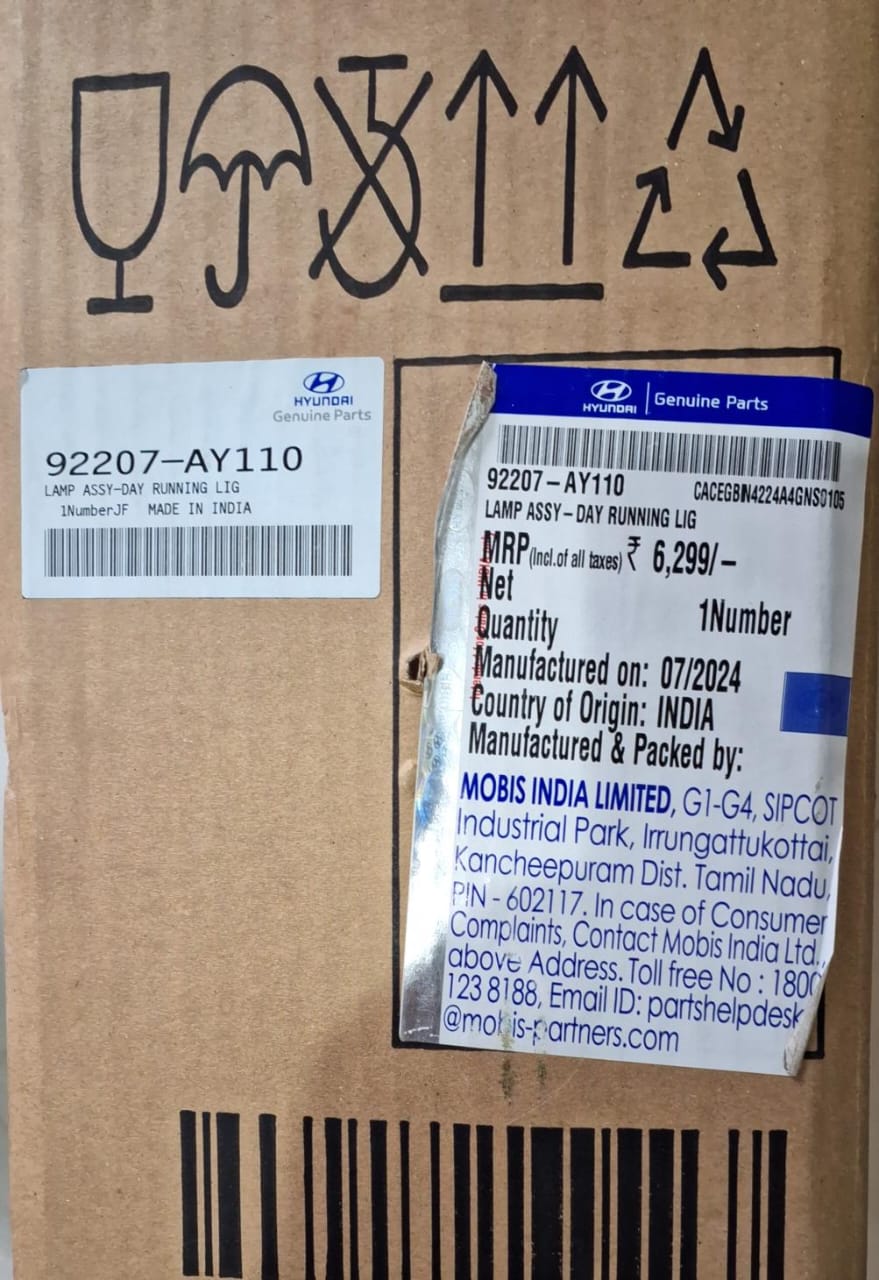 HYUNDAI
Genuine Parts
92207-AY110
LAMP ASSY-DAY RUNNING LIG
1NumberJF MADE IN INDIA
HYUNDAI | Genuine Parts
92207-AY110
CACEGBIN4224A4GNS0105
LAMP ASSY-DAY RUNNING LIG
MRP (Incl.of all taxes) ₹ 6,299/-
Net
Quantity 1Number
Manufactured on: 07/2024
Country of Origin: INDIA
Manufactured & Packed by:
MOBIS INDIA LIMITED, G1-G4, SIPCOT
Industrial Park, Irrungattukottai,
Kancheepuram Dist. Tamil Nadu,
PIN - 602117. In case of Consumer
Complaints, Contact Mobis India Ltd.,
above Address. Toll free No : 1800
123 8188, Email ID: partshelpdesk
@mobis-partners.com